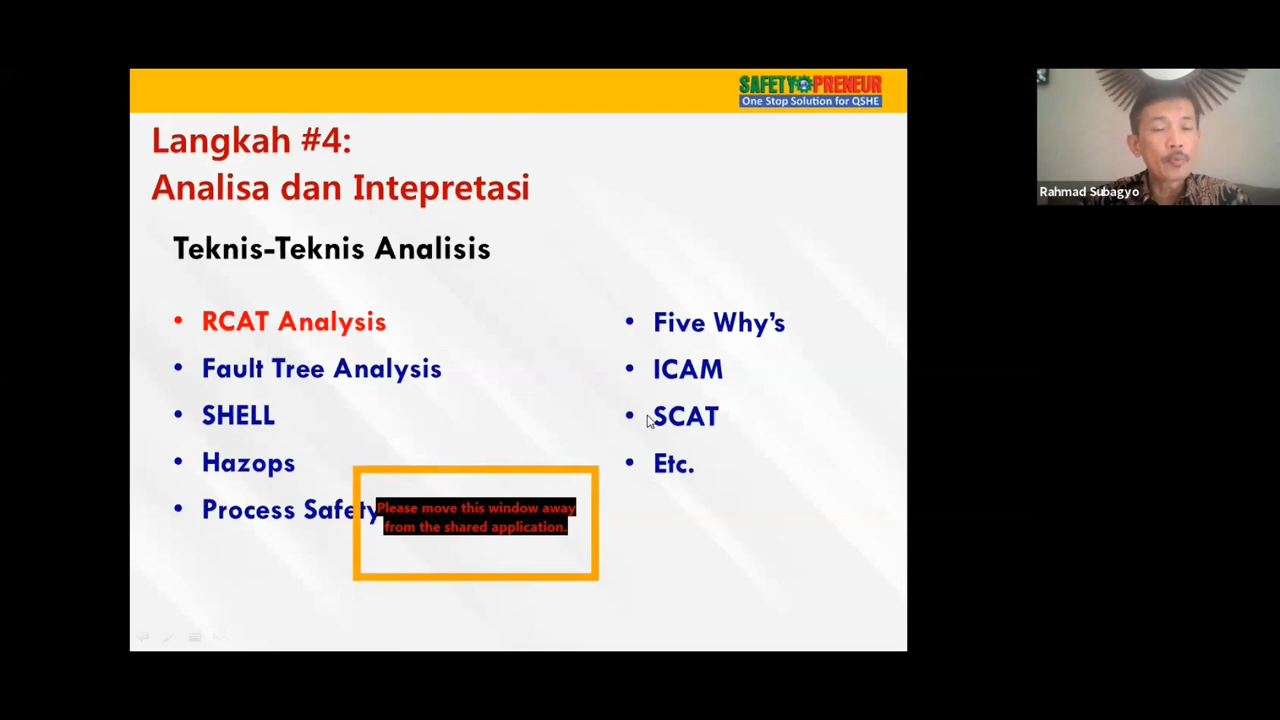 SAFETY PRENEUR
One Stop Solution for QSHE
Langkah #4:
Analisa dan Intepretasi
Teknis-Teknis Analisis
• RCAT Analysis
• Fault Tree Analysis
• SHELL
• Hazops
• Process Safety
• Five Why's
• ICAM
• SCAT
• Etc.
Please move this window away
from the shared application.
Rahmad Subagyo